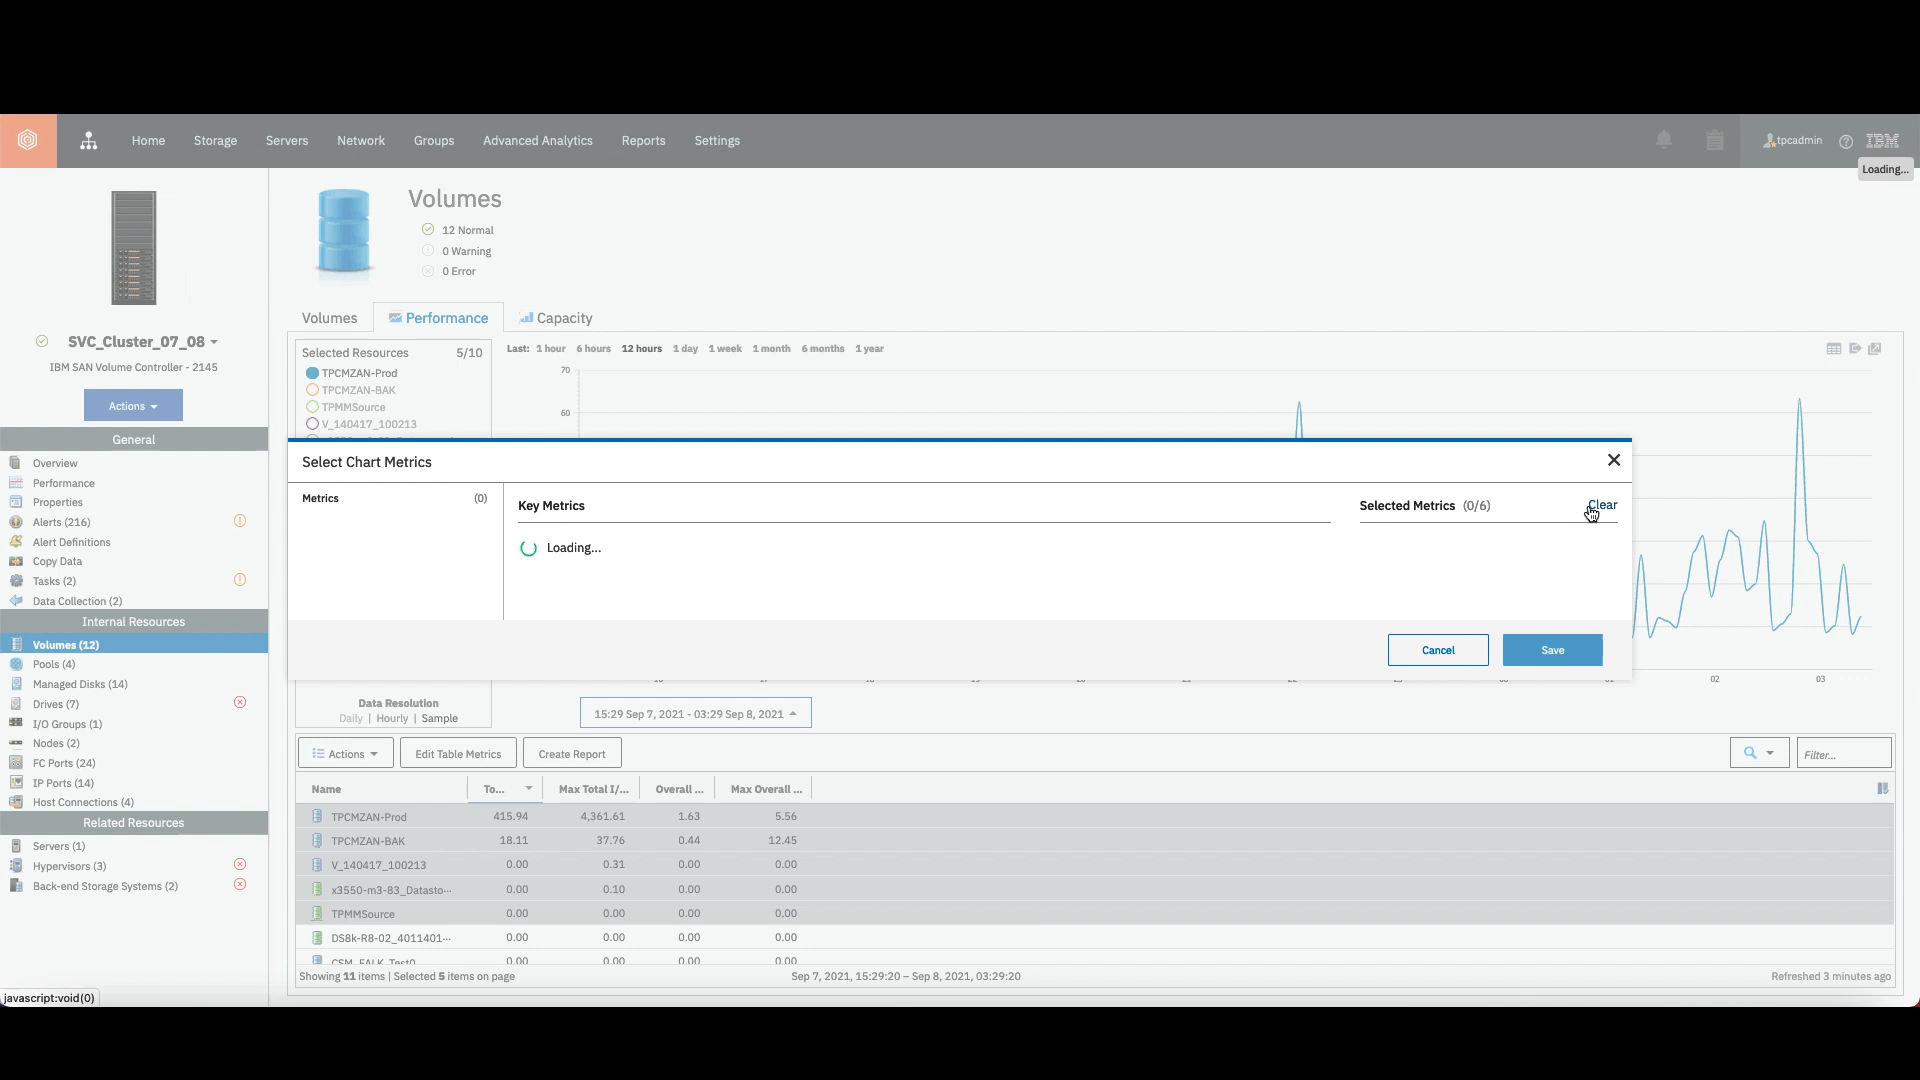 Home Storage Servers Network Groups Advanced Analytics Reports Settings tpcadmin IBM
Loading...
SVC_Cluster_07_08
IBM SAN Volume Controller - 2145
Actions
General
Overview
Performance
Properties
Alerts (216)
Alert Definitions
Copy Data
Tasks (2)
Data Collection (2)
Internal Resources
Volumes (12)
Pools (4)
Managed Disks (14)
Drives (7)
I/O Groups (1)
Nodes (2)
FC Ports (24)
IP Ports (14)
Host Connections (4)
Related Resources
Servers (1)
Hypervisors (3)
Back-end Storage Systems (2)
javascript:void(0)
Volumes
12 Normal
0 Warning
0 Error
Volumes Performance Capacity
Selected Resources 5/10
TPCMZAN-Prod
TPCMZAN-BAK
TPMMSource
V_140417_100213
Last: 1 hour 6 hours 12 hours 1 day 1 week 1 month 6 months 1 year
70
60
Select Chart Metrics
Metrics (0)
Key Metrics
Selected Metrics (0/6) Clear
Loading...
Cancel Save
02 03
Data Resolution
Daily | Hourly | Sample
15:29 Sep 7, 2021 - 03:29 Sep 8, 2021
Actions Edit Table Metrics Create Report Filter...
Name To... Max Total I/... Overall ... Max Overall ...
TPCMZAN-Prod 415.94 4,361.61 1.63 5.56
TPCMZAN-BAK 18.11 37.76 0.44 12.45
V_140417_100213 0.00 0.31 0.00 0.00
x3550-m3-83_Datasto... 0.00 0.10 0.00 0.00
TPMMSource 0.00 0.00 0.00 0.00
DS8k-R8-02_4011401... 0.00 0.00 0.00 0.00
CSM_FALK_Test0 0.00 0.00 0.00 0.00
Showing 11 items | Selected 5 items on page Sep 7, 2021, 15:29:20 – Sep 8, 2021, 03:29:20 Refreshed 3 minutes ago